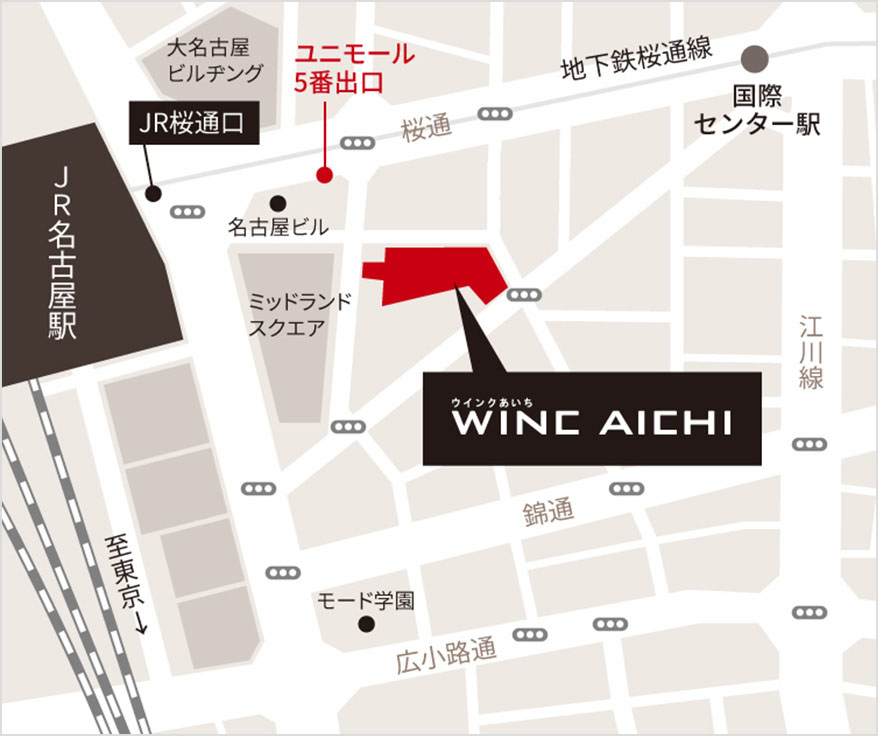 大名古屋
ビルヂング
ユニモール
5番出口
地下鉄桜通線
国際
センター駅
JR桜通口
桜通
JR名古屋駅
名古屋ビル
ミッドランド
スクエア
江川線
ウインクあいち
WINC AICHI
錦通
至東京→
モード学園
広小路通